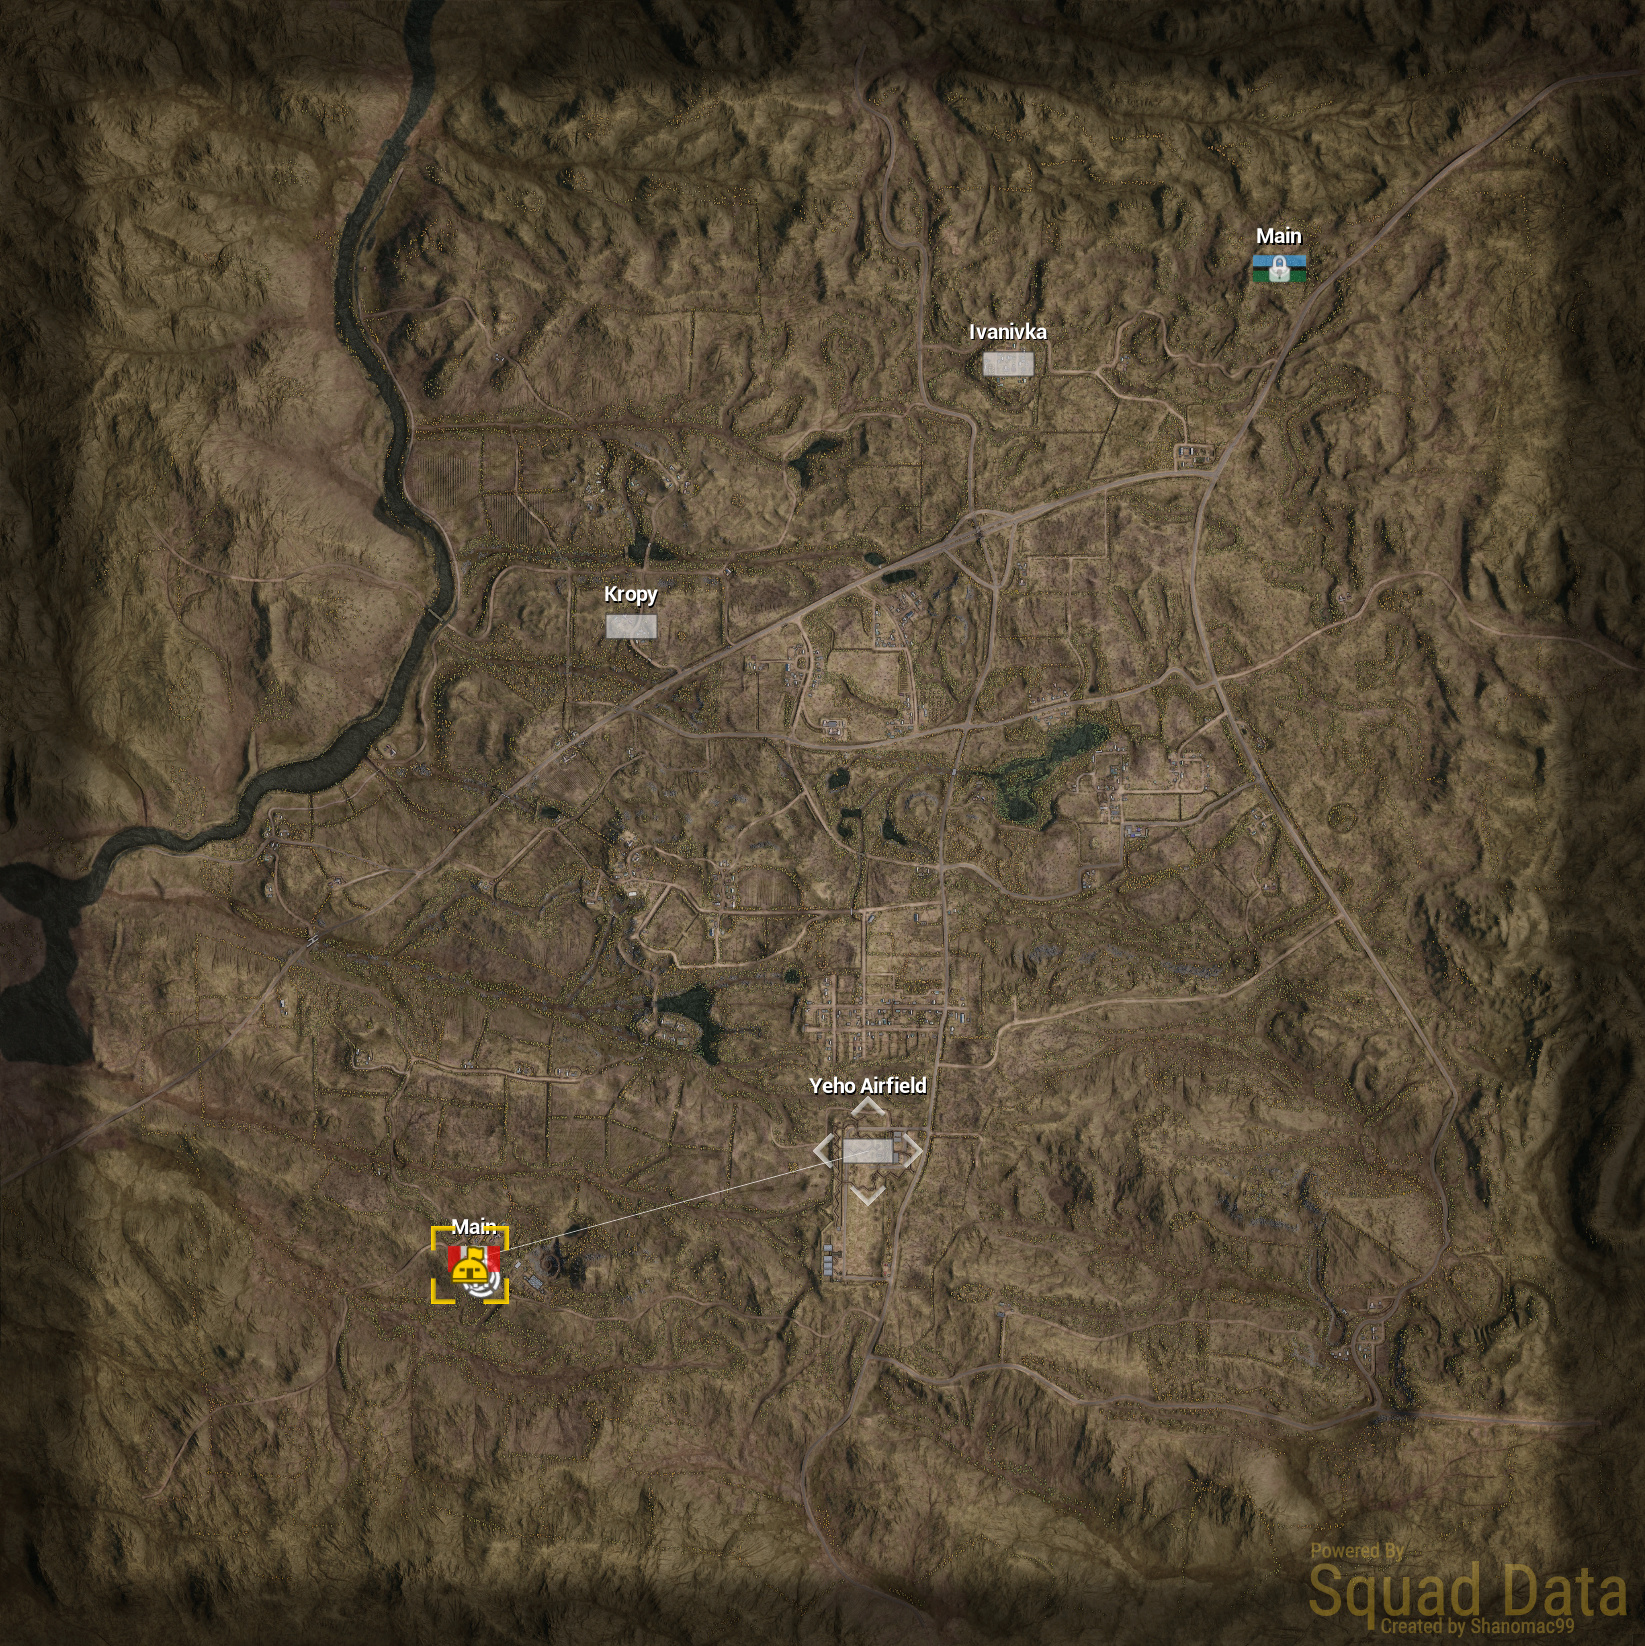 Main
Ivanivka
Kropy
Yeho Airfield
Main
Powered By
Squad Data
Created by Shanomac99